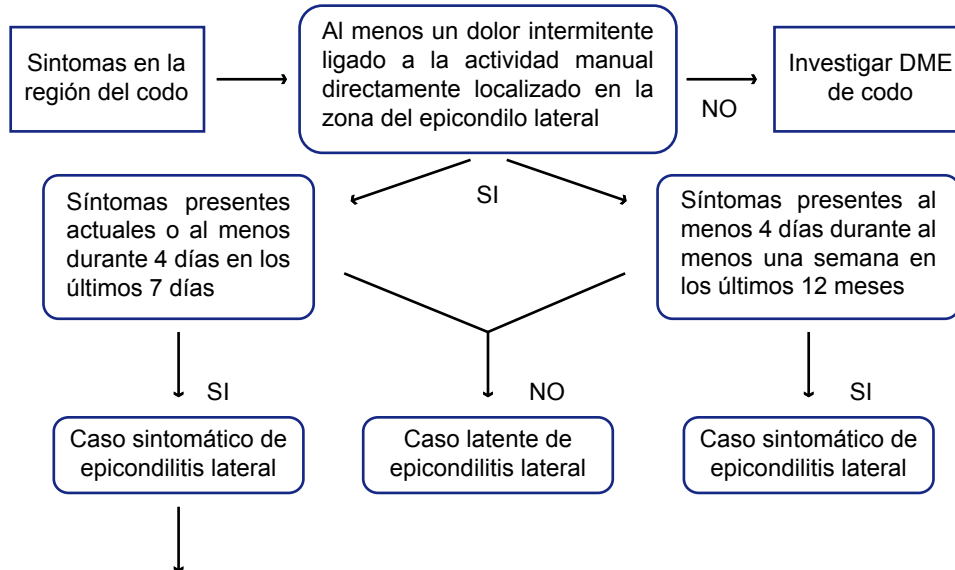 Sintomas en la
región del codo
Al menos un dolor intermitente
ligado a la actividad manual
directamente localizado en la
zona del epicondilo lateral
NO
Investigar DME
de codo
SI
Síntomas presentes
actuales o al menos
durante 4 días en los
últimos 7 días
Síntomas presentes al
menos 4 días durante al
menos una semana en
los últimos 12 meses
SI
NO
SI
Caso sintomático de
epicondilitis lateral
Caso latente de
epicondilitis lateral
Caso sintomático de
epicondilitis lateral